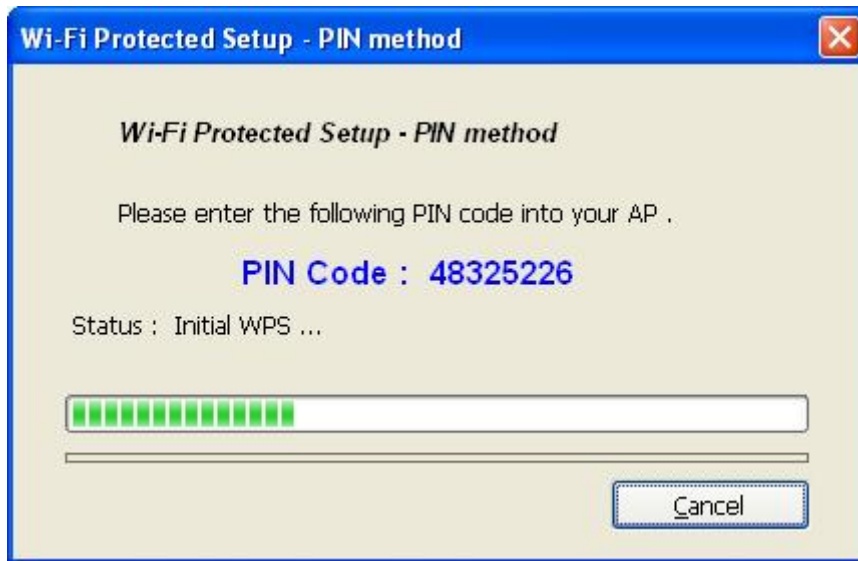 Wi-Fi Protected Setup - PIN method
Wi-Fi Protected Setup - PIN method
Please enter the following PIN code into your AP .
PIN Code : 48325226
Status : Initial WPS ...
Cancel